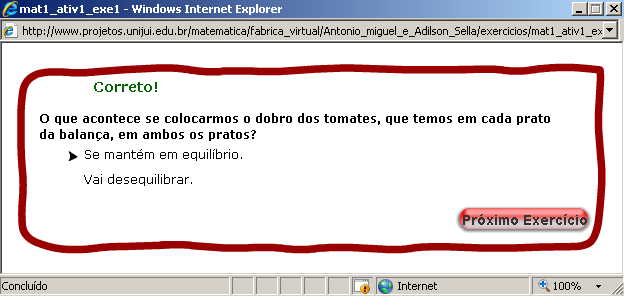 mat1_ativ1_exe1 - Windows Internet Explorer
http://www.projetos.unijui.edu.br/matematica/fabrica_virtual/Antonio_miguel_e_Adilson_Sella/exercicios/mat1_ativ1_ex
Correto!
O que acontece se colocarmos o dobro dos tomates, que temos em cada prato
da balança, em ambos os pratos?
Se mantém em equilíbrio.
Vai desequilibrar.
Próximo Exercício
Concluído
Internet
100%